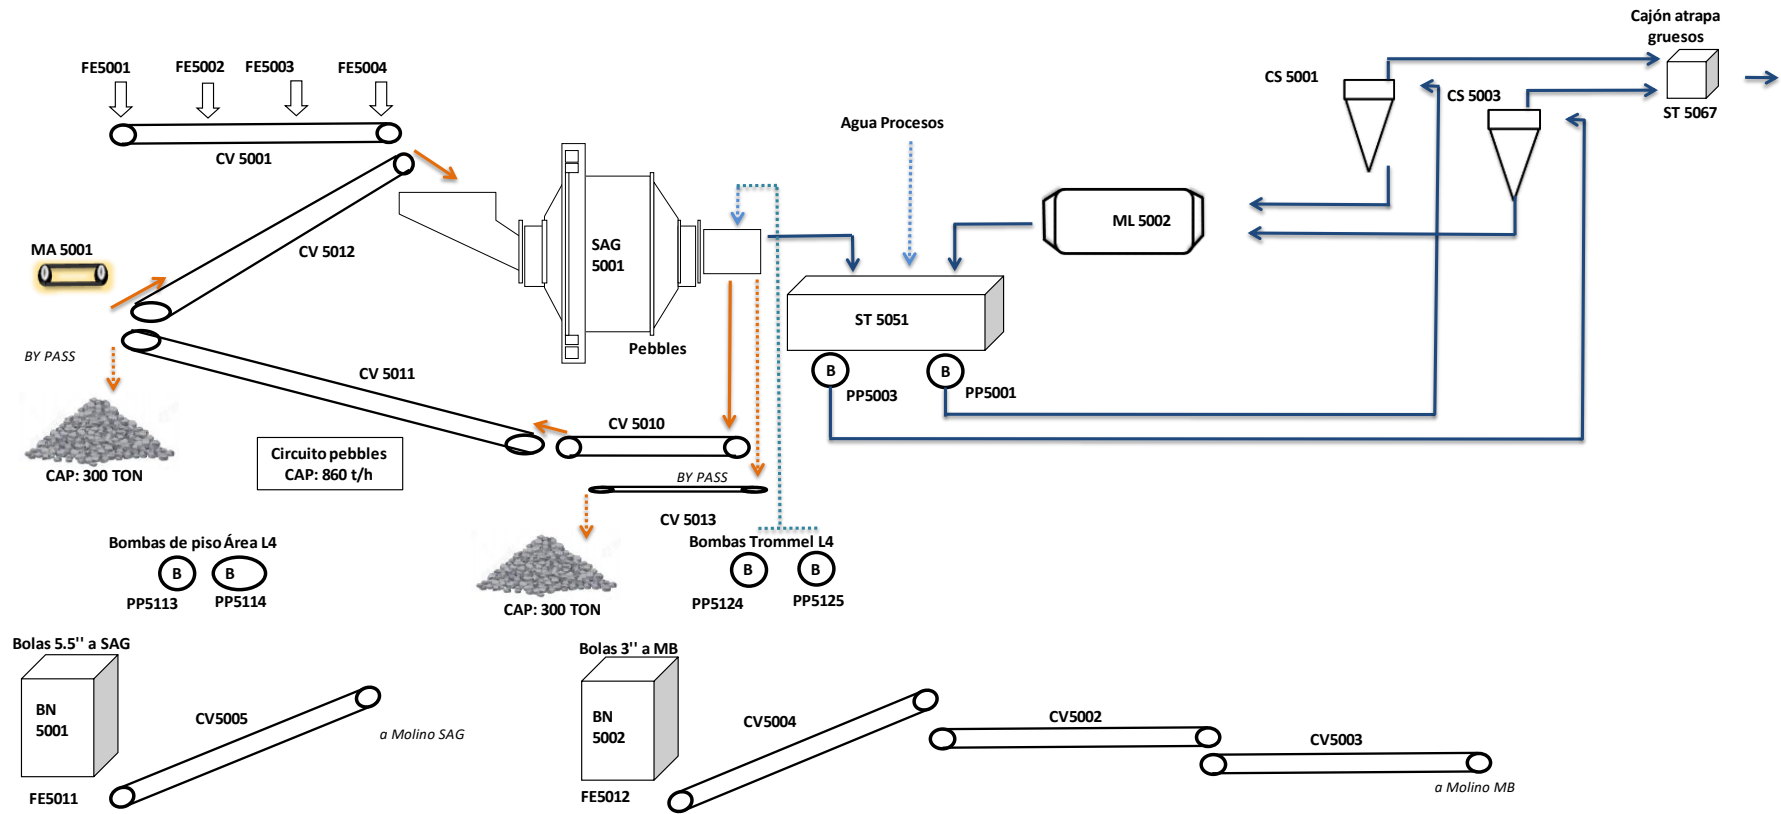 Cajón atrapa
gruesos
FE5001
FE5002
FE5003
FE5004
CS 5001
CS 5003
ST 5067
Agua Procesos
CV 5001
MA 5001
CV 5012
SAG
5001
ML 5002
ST 5051
BY PASS
Pebbles
CV 5011
B
B
PP5003
PP5001
CV 5010
Circuito pebbles
CAP: 860 t/h
CAP: 300 TON
BY PASS
CV 5013
Bombas de piso Área L4
B
B
PP5113
PP5114
CAP: 300 TON
Bombas Trommel L4
B
B
PP5124
PP5125
Bolas 5.5'' a SAG
BN
5001
CV5005
a Molino SAG
FE5011
Bolas 3'' a MB
BN
5002
CV5004
CV5002
CV5003
FE5012
a Molino MB